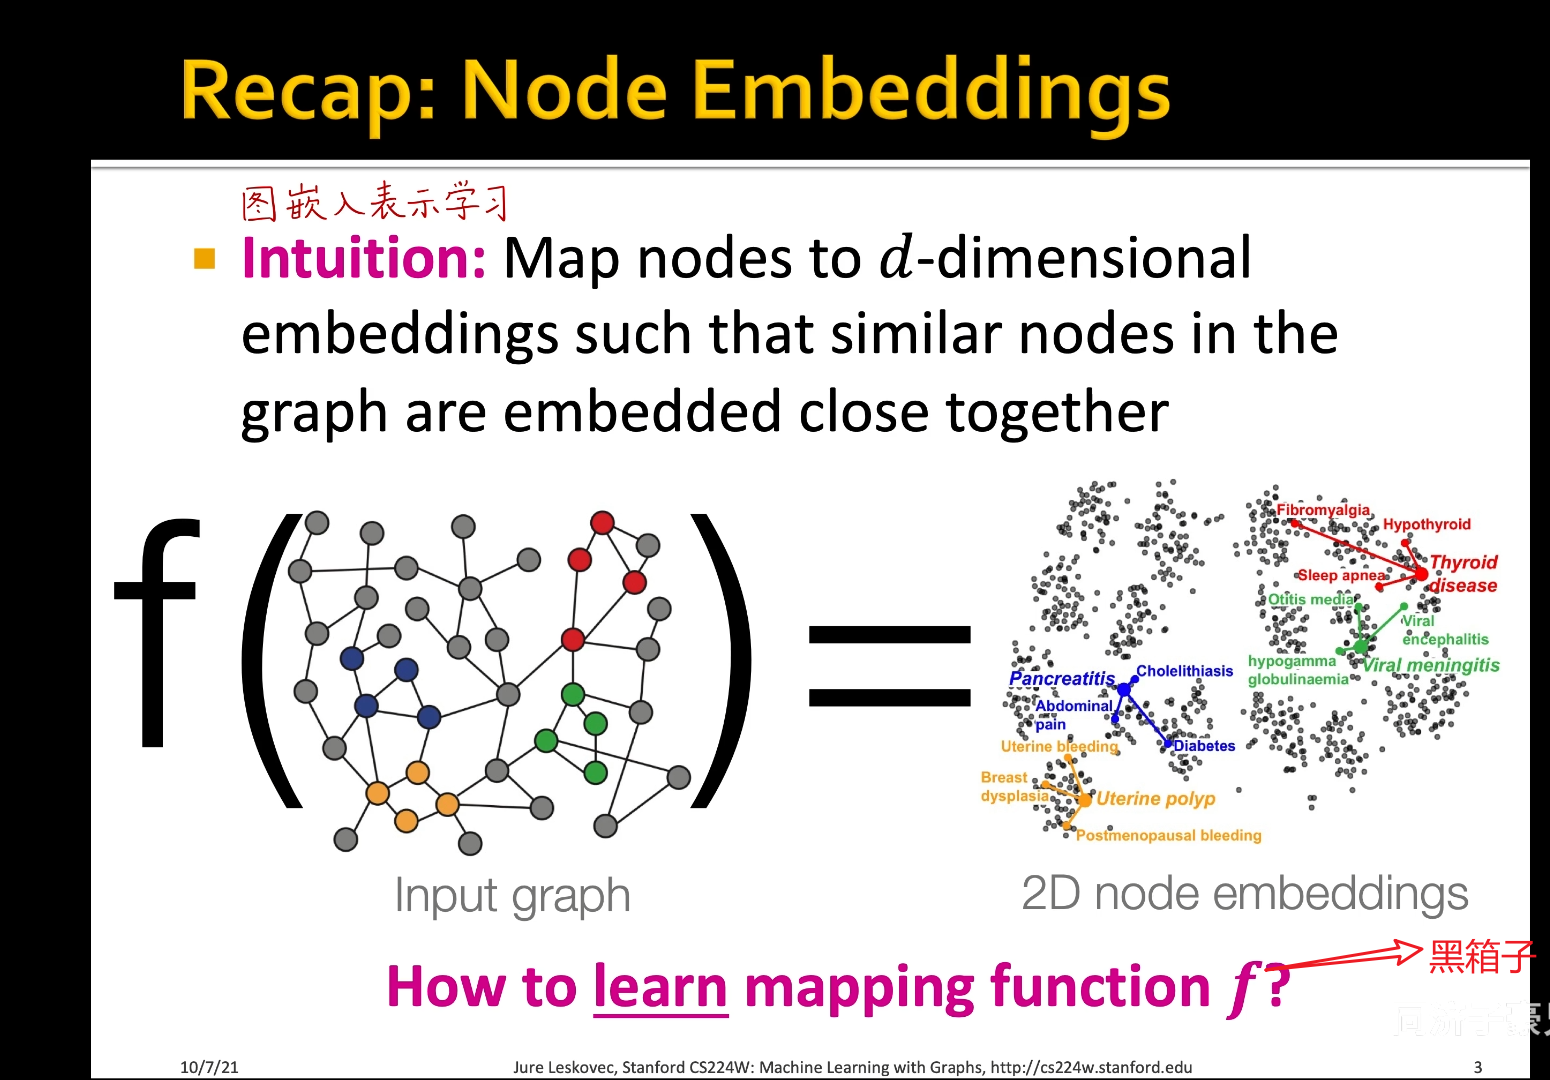 Recap: Node Embeddings
图嵌入表示学习
Intuition: Map nodes to d-dimensional
embeddings such that similar nodes in the
graph are embedded close together
f ( ) =
Fibromyalgia
Hypothyroid
Thyroid
disease
Sleep apnea
Otitis media
Viral
encephalitis
hypogamma
globulinaemia
Viral meningitis
Pancreatitis
Cholelithiasis
Abdominal
pain
Diabetes
Uterine bleeding
Breast
dysplasia
Uterine polyp
Postmenopausal bleeding
Input graph
2D node embeddings
How to learn mapping function f?
黑箱子
10/7/21
Jure Leskovec, Stanford CS224W: Machine Learning with Graphs, http://cs224w.stanford.edu
3